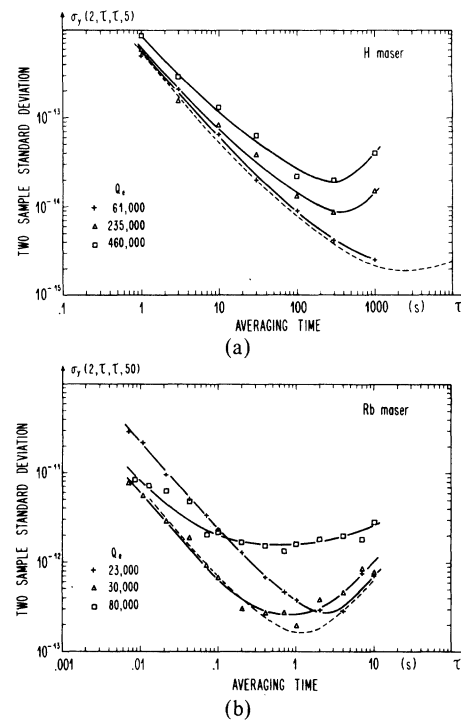 σy (2, τ, τ, 5)
H maser
TWO SAMPLE STANDARD DEVIATION
10⁻¹³
10⁻¹⁴
10⁻¹⁵
Qe
+ 61,000
△ 235,000
□ 460,000
.1 1 10 100 1000 (s) τ
AVERAGING TIME
(a)
σy (2, τ, τ, 50)
Rb maser
TWO SAMPLE STANDARD DEVIATION
10⁻¹¹
10⁻¹²
10⁻¹³
Qe
+ 23,000
△ 30,000
□ 80,000
.001 .01 0.1 1 10 (s) τ
AVERAGING TIME
(b)